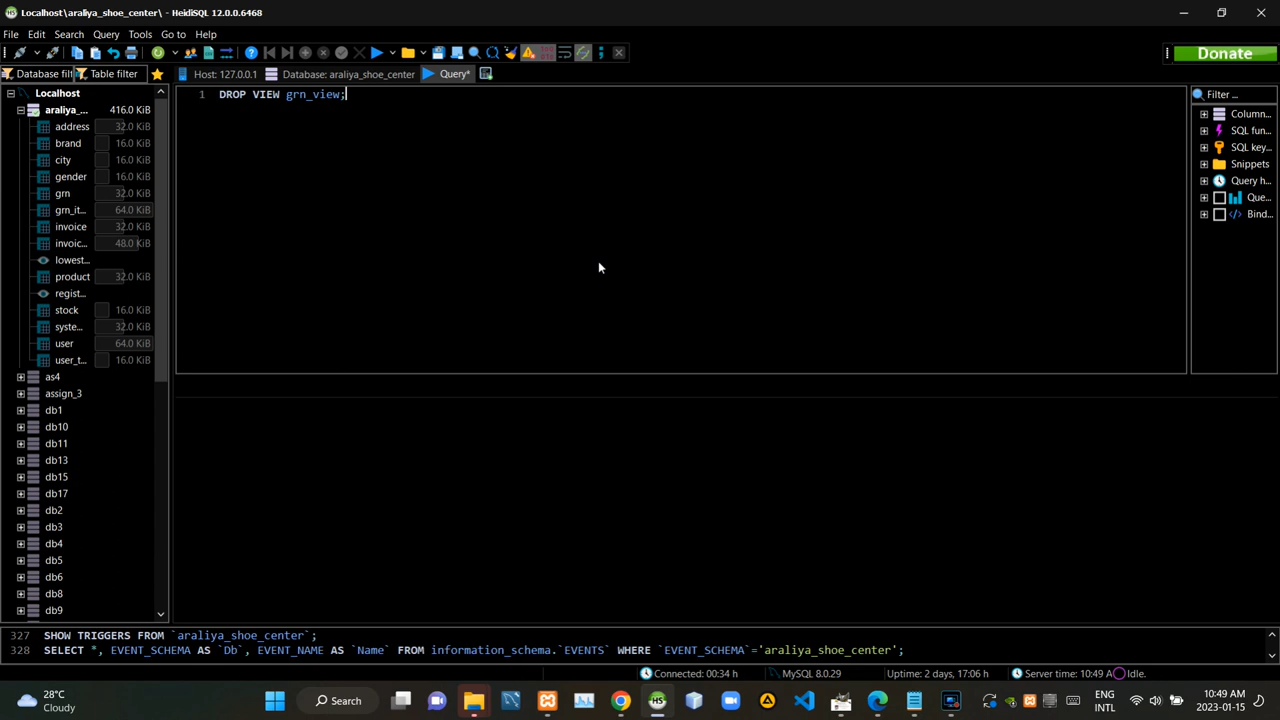 Localhost\araliya_shoe_center\ - HeidiSQL 12.0.0.6468
File Edit Search Query Tools Go to Help
Donate
Database filt Table filter Host: 127.0.0.1 Database: araliya_shoe_center Query*
Localhost
araliya_... 416.0 KiB
address 32.0 KiB
brand 16.0 KiB
city 16.0 KiB
gender 16.0 KiB
grn 32.0 KiB
grn_it... 64.0 KiB
invoice 32.0 KiB
invoic... 48.0 KiB
lowest...
product 32.0 KiB
regist...
stock 16.0 KiB
syste... 32.0 KiB
user 64.0 KiB
user_t... 16.0 KiB
as4
assign_3
db1
db10
db11
db13
db15
db17
db2
db3
db4
db5
db6
db8
db9
1 DROP VIEW grn_view;
Filter ...
Column...
SQL fun...
SQL key...
Snippets
Query h...
Que...
Bind...
327 SHOW TRIGGERS FROM `araliya_shoe_center`;
328 SELECT *, EVENT_SCHEMA AS `Db`, EVENT_NAME AS `Name` FROM information_schema.`EVENTS` WHERE `EVENT_SCHEMA`='araliya_shoe_center';
Connected: 00:34 h MySQL 8.0.29 Uptime: 2 days, 17:06 h Server time: 10:49 A Idle.
28°C
Cloudy
Search
ENG
INTL
10:49 AM
2023-01-15